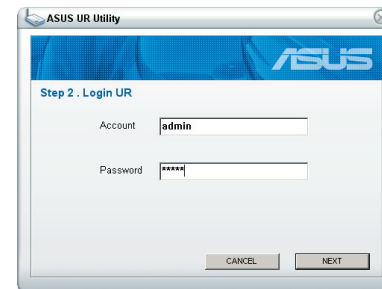 ASUS UR Utility
ASUS
Step 2 . Login UR
Account admin
Password *****
CANCEL NEXT